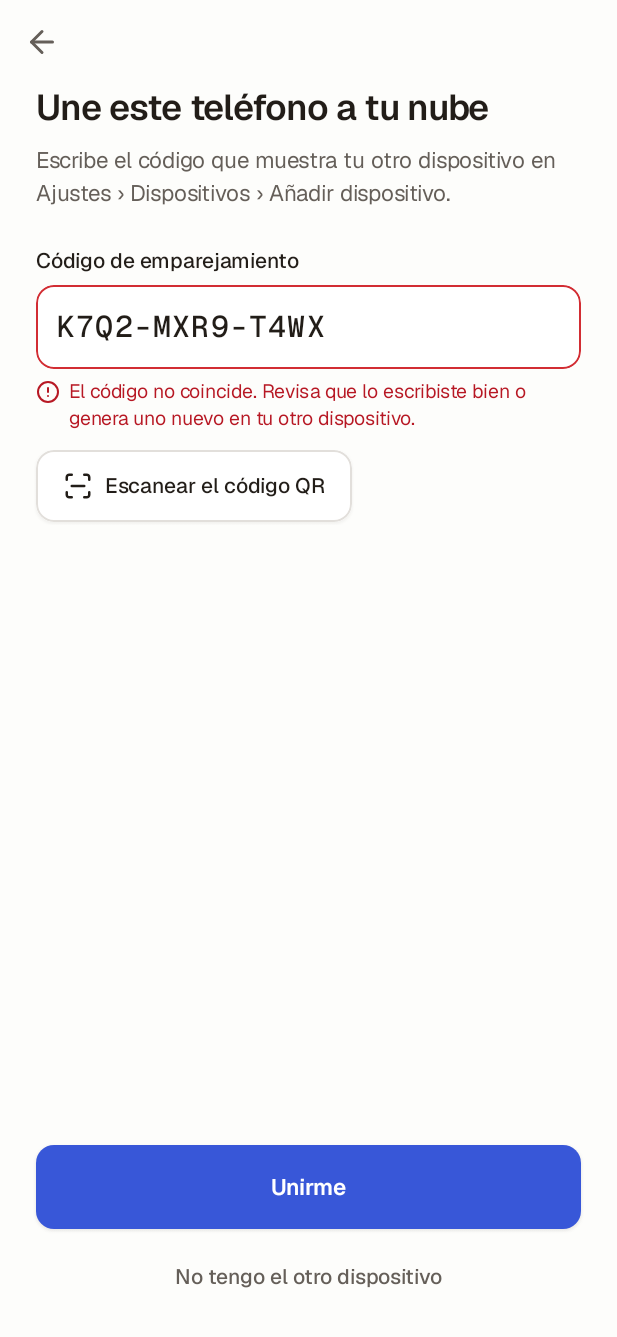 Une este teléfono a tu nube
Escribe el código que muestra tu otro dispositivo en
Ajustes › Dispositivos › Añadir dispositivo.
Código de emparejamiento
K7Q2-MXR9-T4WX
El código no coincide. Revisa que lo escribiste bien o
genera uno nuevo en tu otro dispositivo.
Escanear el código QR
Unirme
No tengo el otro dispositivo